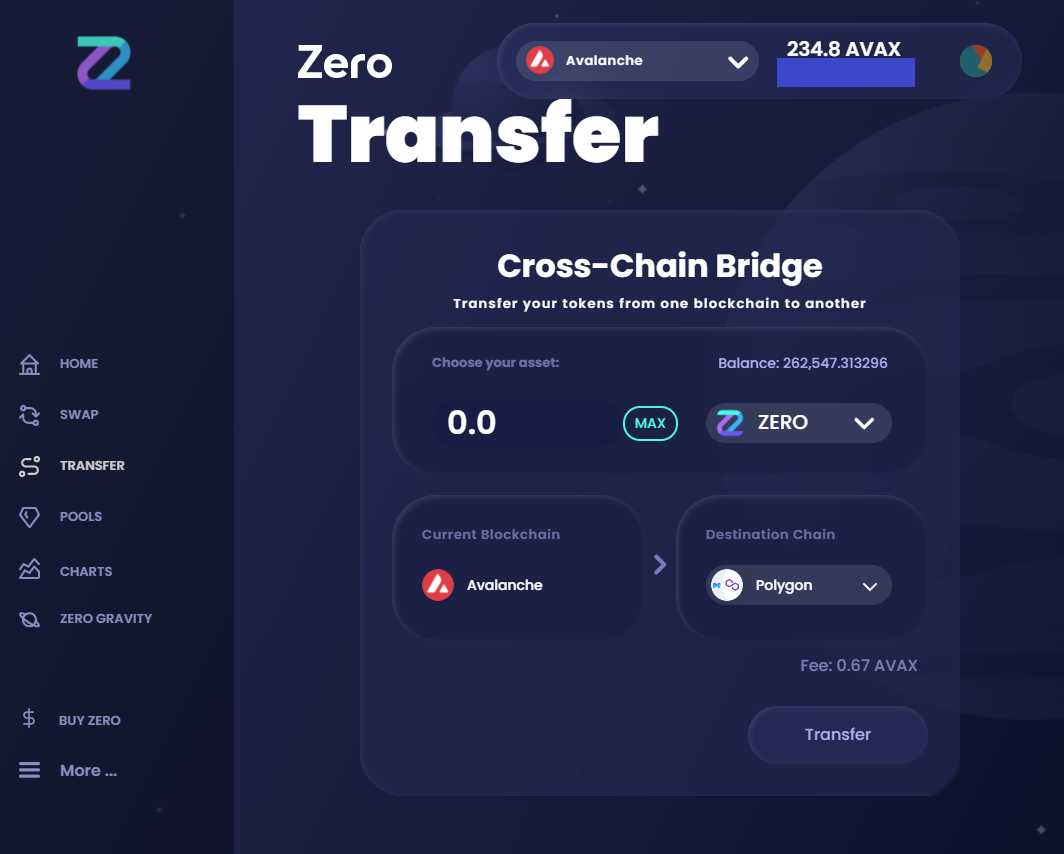 Zero
Transfer
Avalanche
234.8 AVAX
HOME
SWAP
TRANSFER
POOLS
CHARTS
ZERO GRAVITY
BUY ZERO
More ...
Cross-Chain Bridge
Transfer your tokens from one blockchain to another
Choose your asset:
Balance: 262,547.313296
0.0
MAX
ZERO
Current Blockchain
Avalanche
Destination Chain
Polygon
Fee: 0.67 AVAX
Transfer